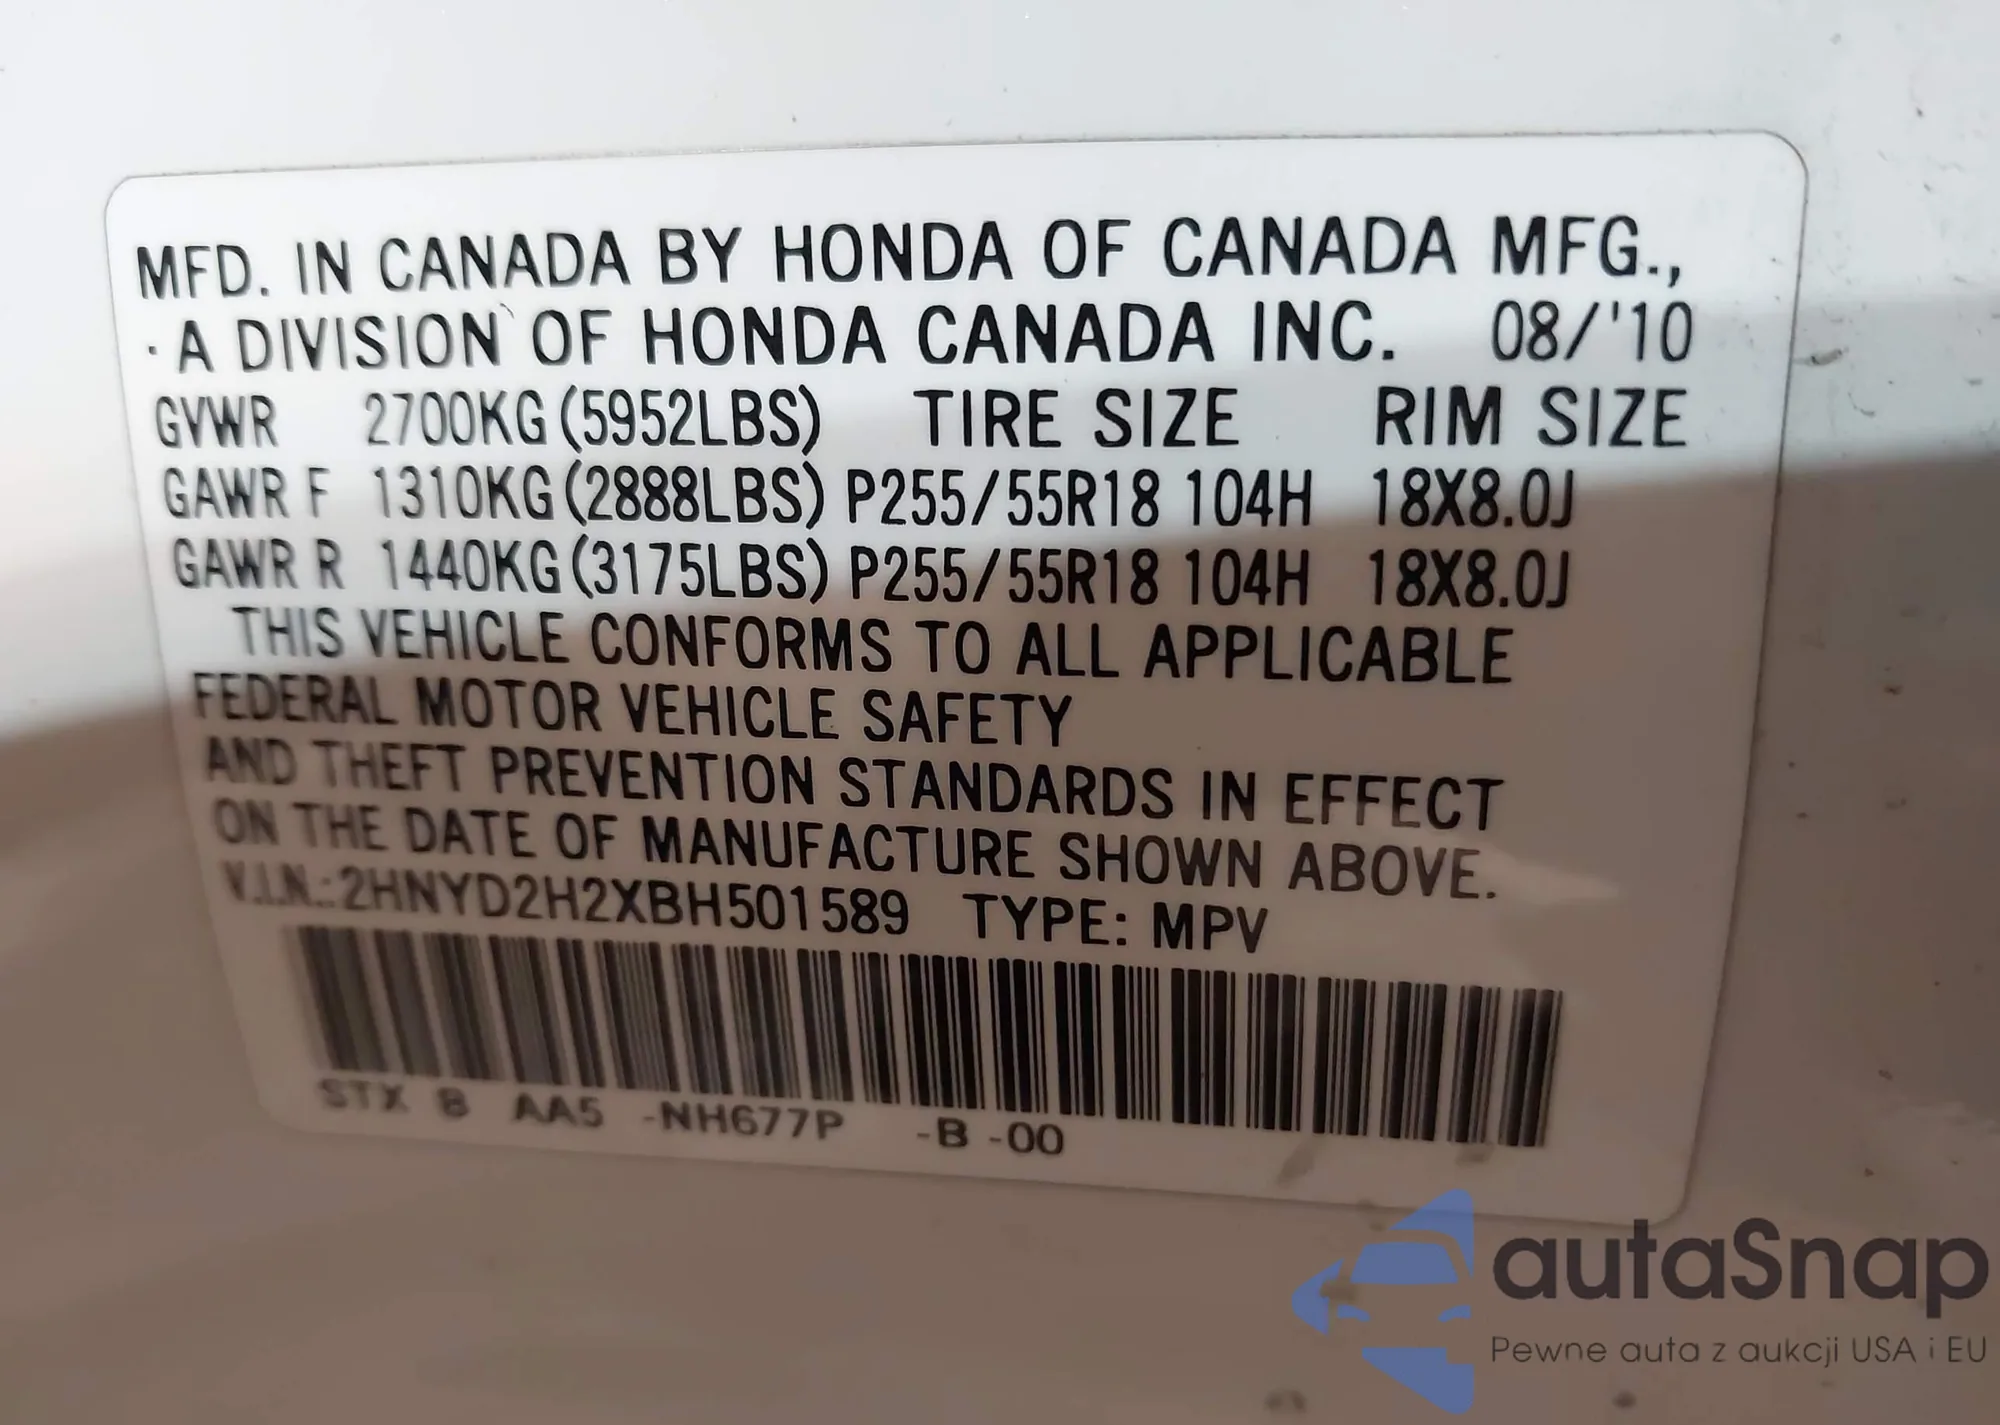 MFD. IN CANADA BY HONDA OF CANADA MFG.,
A DIVISION OF HONDA CANADA INC. 08/'10
GVWR 2700KG (5952LBS) TIRE SIZE RIM SIZE
GAWR F 1310KG (2888LBS) P255/55R18 104H 18X8.0J
GAWR R 1440KG (3175LBS) P255/55R18 104H 18X8.0J
THIS VEHICLE CONFORMS TO ALL APPLICABLE
FEDERAL MOTOR VEHICLE SAFETY
AND THEFT PREVENTION STANDARDS IN EFFECT
ON THE DATE OF MANUFACTURE SHOWN ABOVE.
V.I.N.: 2HNYD2H2XBH501589 TYPE: MPV
STX B AA5 -NH677P -B -00
autaSnap
Pewne auta z aukcji USA i EU